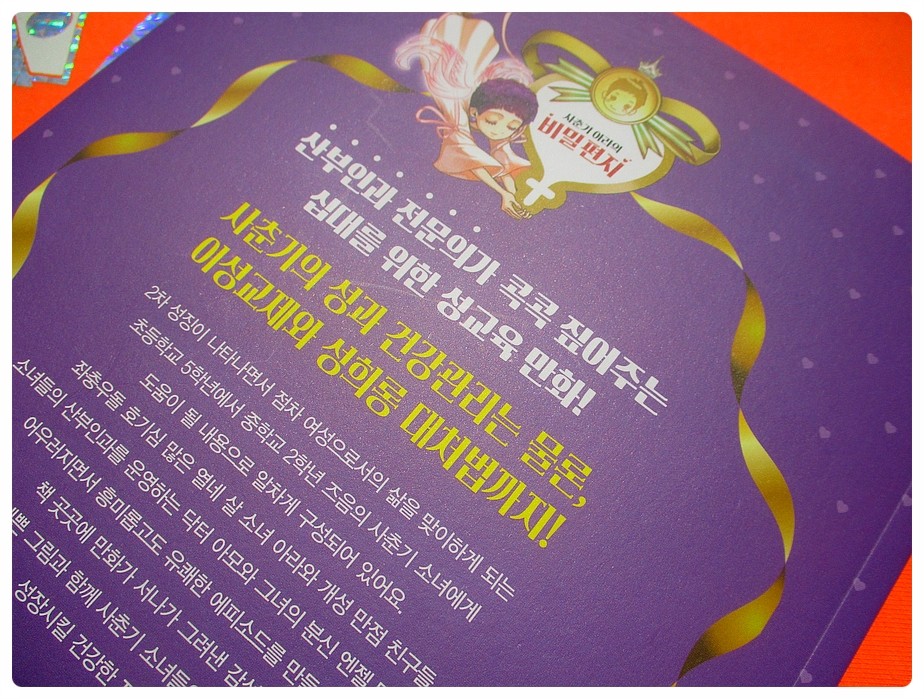 사춘기 아라의
비밀편지
산부인과 전문의가 콕콕 짚어주는
십대를 위한 성교육 만화!
사춘기의 성과 건강관리는 물론,
이성교제와 성희롱 대처법까지!
2차 성징이 나타나면서 점차 여성으로서의 삶을 맞이하게 되는
초등학교 5학년에서 중학교 2학년 즈음의 사춘기 소녀에게
도움이 될 내용으로 알차게 구성되어 있어요.
좌충우돌 호기심 많은 열네 살 소녀 아라와 개성 만점 친구들
소녀들의 산부인과를 운영하는 닥터 아모와 그녀의 분신 엔젤
어우러지면서 흥미롭고도 유쾌한 에피소드를 만들
책 곳곳에 만화가 서나가 그려낸
그림과 함께 사춘기 소녀들
성장시킬 건강한